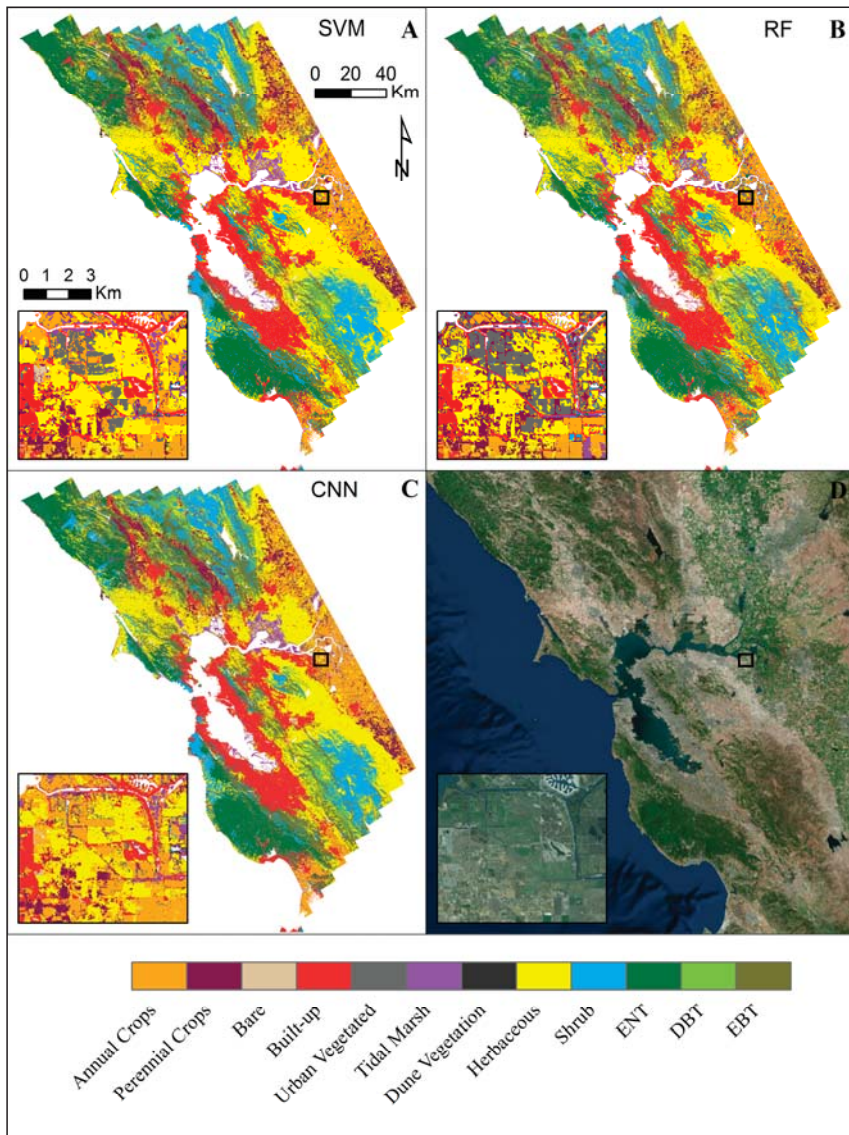 SVM A
0 20 40
Km
N
0 1 2 3
Km
RF B
CNN C
D
Annual Crops
Perennial Crops
Bare
Built-up
Urban Vegetated
Tidal Marsh
Dune Vegetation
Herbaceous
Shrub
ENT
DBT
EBT